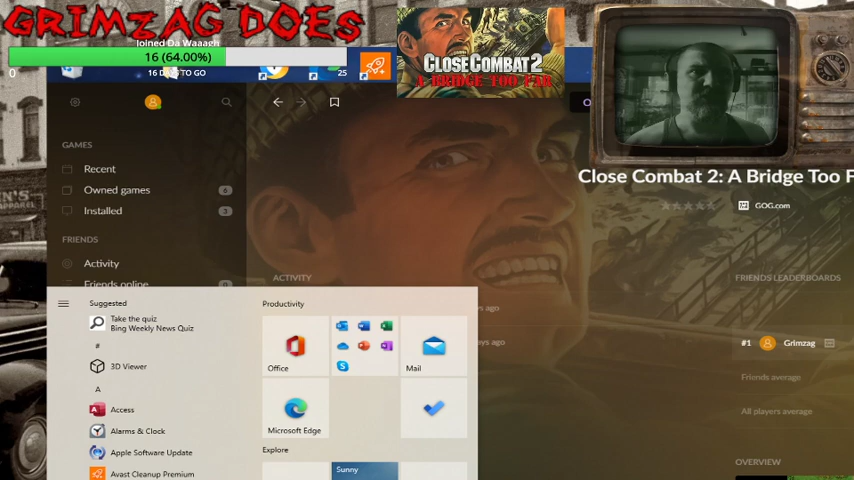 GRIMZAG DOES
Joined Da Waaagh
16 (64.00%)
0
16 DAYS TO GO
25
CLOSE COMBAT 2
A BRIDGE TOO FAR
GAMES
Recent
Owned games 6
Installed 3
FRIENDS
Activity
Friends online
ACTIVITY
Close Combat 2: A Bridge Too F
GOG.com
FRIENDS LEADERBOARDS
#1 Grimzag
Friends average
All players average
OVERVIEW
Suggested
Take the quiz
Bing Weekly News Quiz
#
3D Viewer
A
Access
Alarms & Clock
Apple Software Update
Avast Cleanup Premium
Productivity
Office
Mail
Microsoft Edge
Explore
Sunny